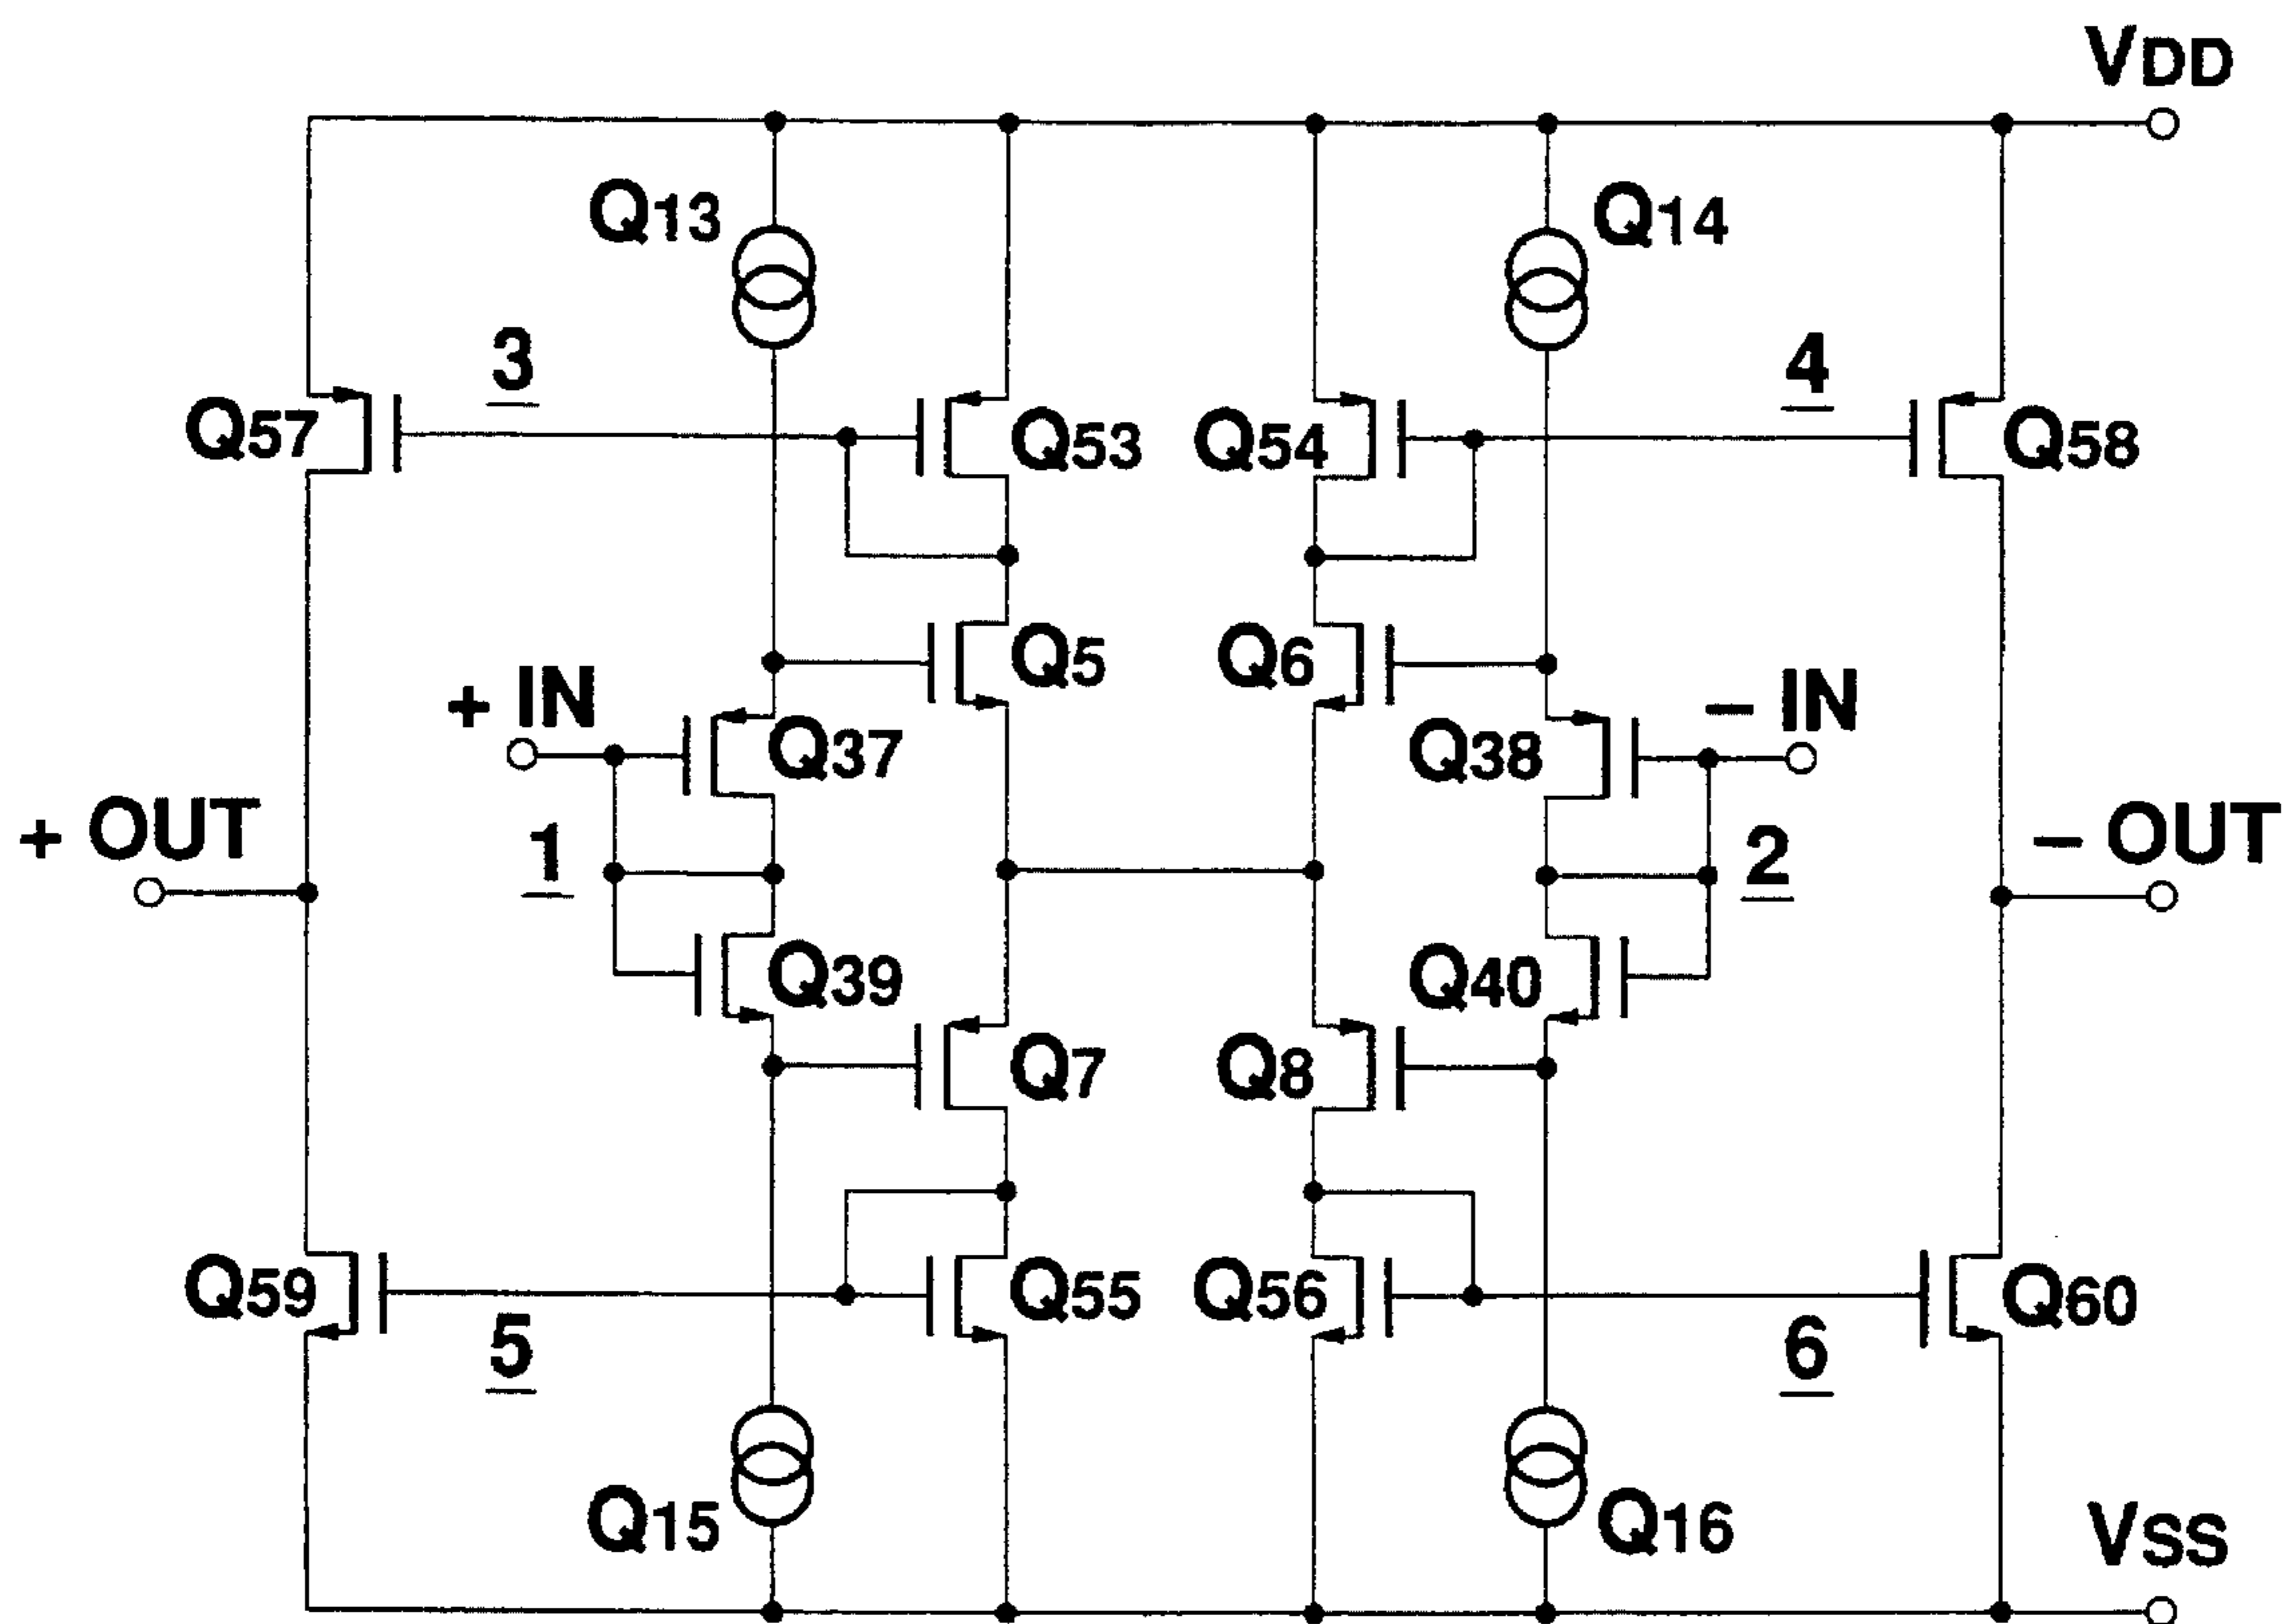 VDD
Q13
Q14
3
4
Q57
Q53
Q54
Q58
Q5
Q6
+ IN
− IN
Q37
Q38
+ OUT
1
2
− OUT
Q39
Q40
Q7
Q8
Q59
Q55
Q56
Q60
5
6
Q15
Q16
VSS